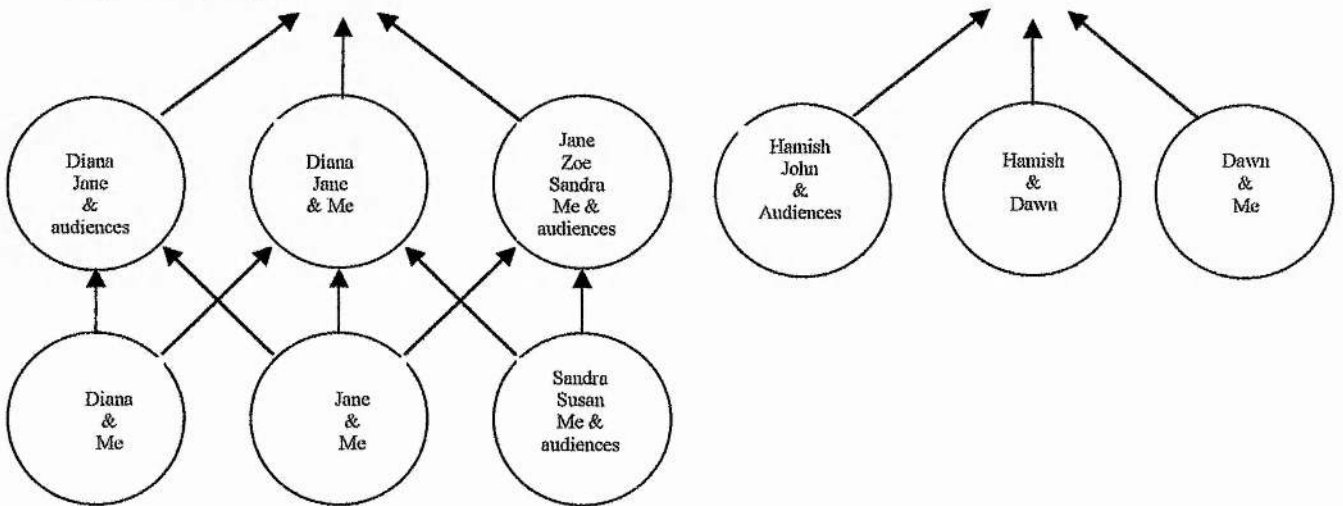 Diana
Jane
&
audiences
Diana
Jane
& Me
Jane
Zoe
Sandra
Me &
audiences
Hamish
John
&
Audiences
Hamish
&
Dawn
Dawn
&
Me
Diana
&
Me
Jane
&
Me
Sandra
Susan
Me &
audiences